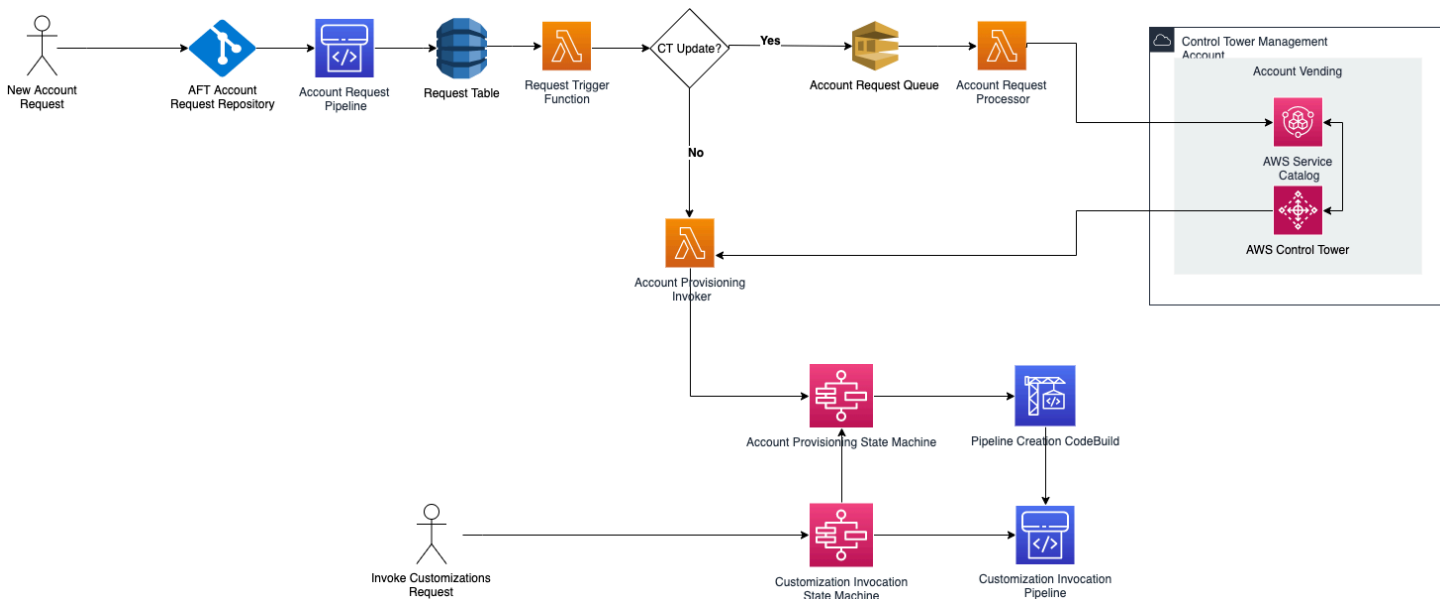 New Account
Request
AFT Account
Request Repository
Account Request
Pipeline
Request Table
Request Trigger
Function
CT Update?
Yes
Account Request Queue
Account Request
Processor
Control Tower Management
Account
Account Vending
AWS Service
Catalog
AWS Control Tower
No
Account Provisioning
Invoker
Account Provisioning State Machine
Pipeline Creation CodeBuild
Invoke Customizations
Request
Customization Invocation
State Machine
Customization Invocation
Pipeline